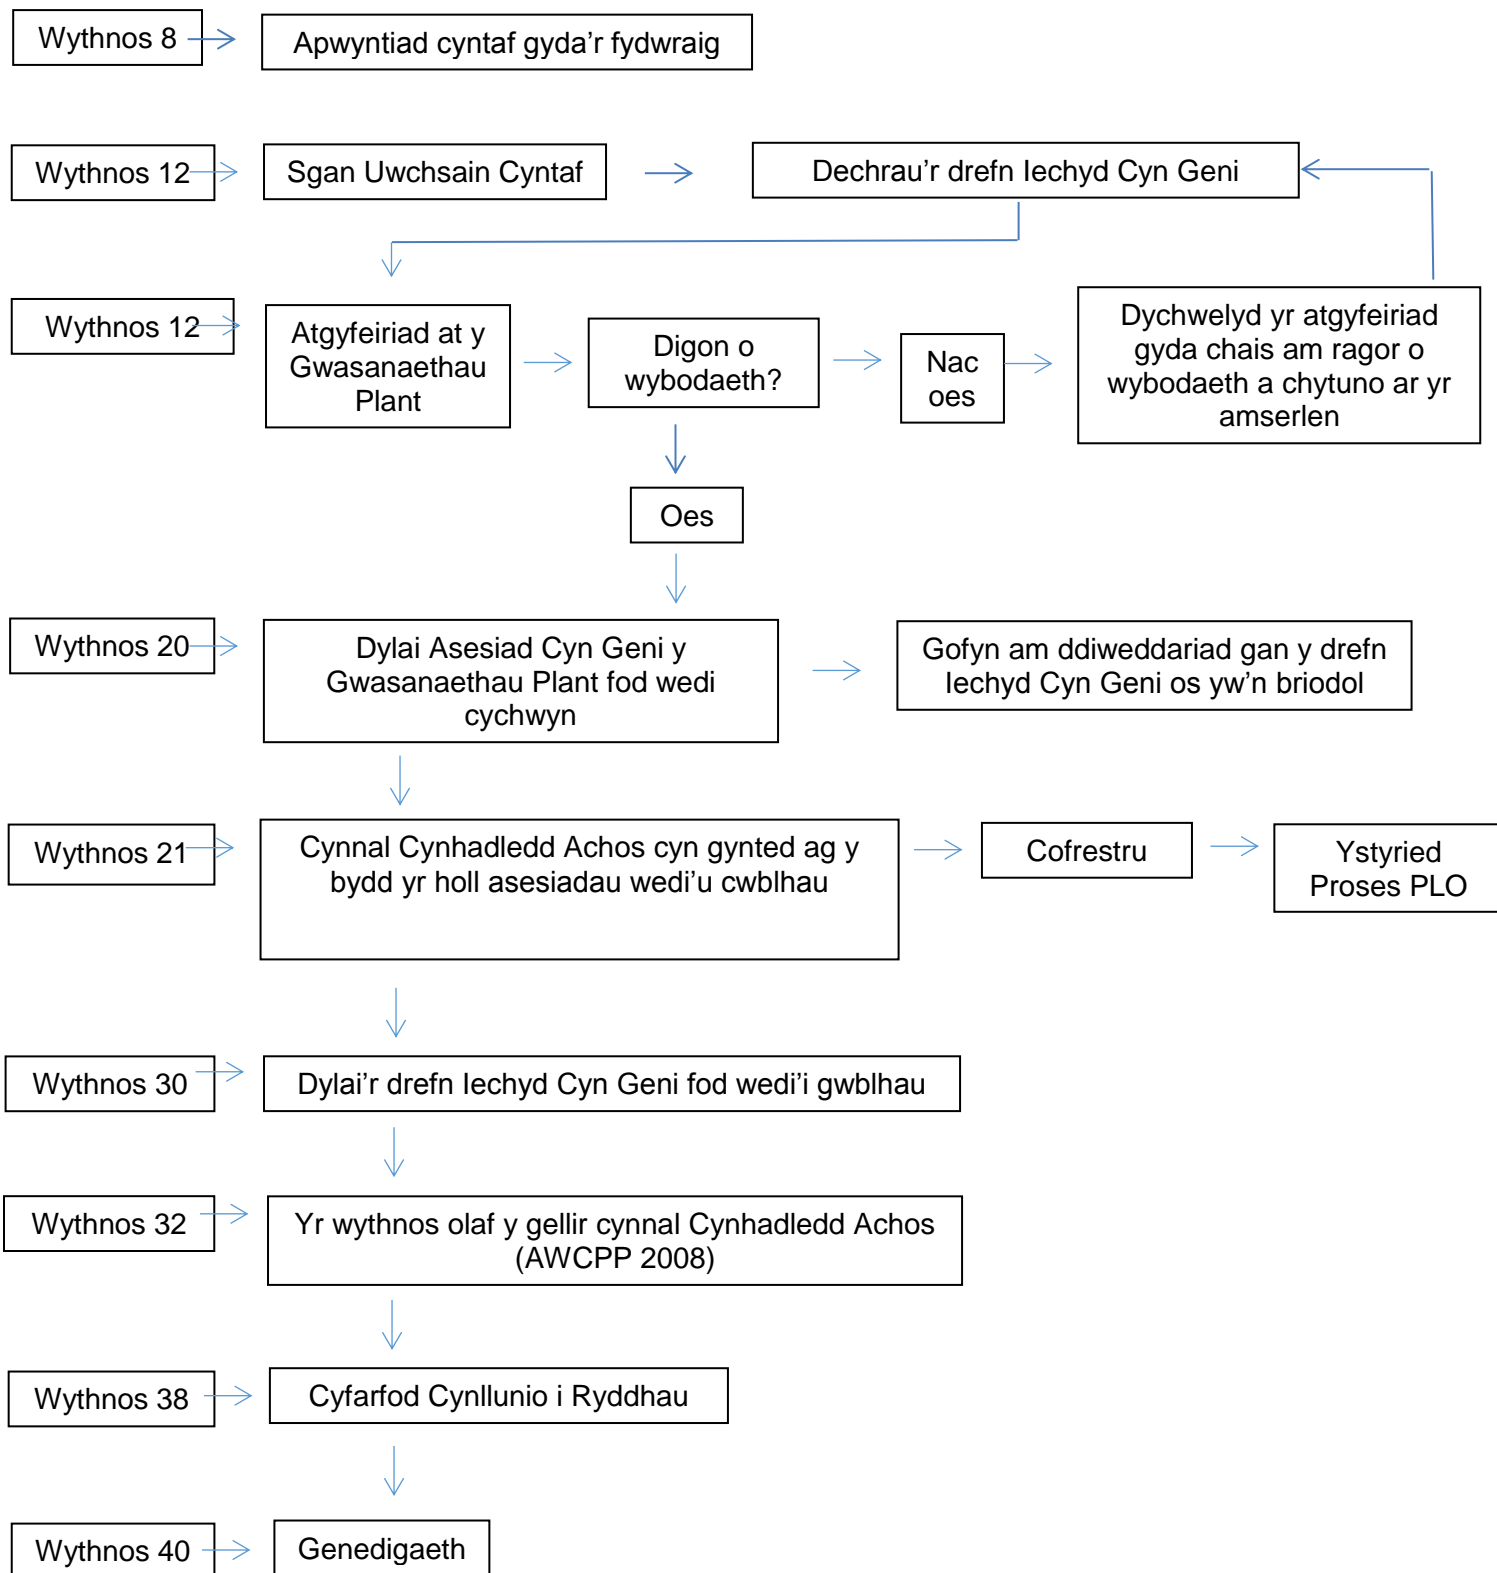 Wythnos 8
Apwyntiad cyntaf gyda'r fydwraig
Wythnos 12
Sgan Uwchsain Cyntaf
Dechrau'r drefn Iechyd Cyn Geni
Wythnos 12
Atgyfeiriad at y
Gwasanaethau
Plant
Digon o
wybodaeth?
Nac
oes
Dychwelyd yr atgyfeiriad
gyda chais am ragor o
wybodaeth a chytuno ar yr
amserlen
Oes
Wythnos 20
Dylai Asesiad Cyn Geni y
Gwasanaethau Plant fod wedi
cychwyn
Gofyn am ddiweddariad gan y drefn
Iechyd Cyn Geni os yw'n briodol
Wythnos 21
Cynnal Cynhadledd Achos cyn gynted ag y
bydd yr holl asesiadau wedi'u cwblhau
Cofrestru
Ystyried
Proses PLO
Wythnos 30
Dylai'r drefn Iechyd Cyn Geni fod wedi'i gwblhau
Wythnos 32
Yr wythnos olaf y gellir cynnal Cynhadledd Achos
(AWCPP 2008)
Wythnos 38
Cyfarfod Cynllunio i Ryddhau
Wythnos 40
Genedigaeth